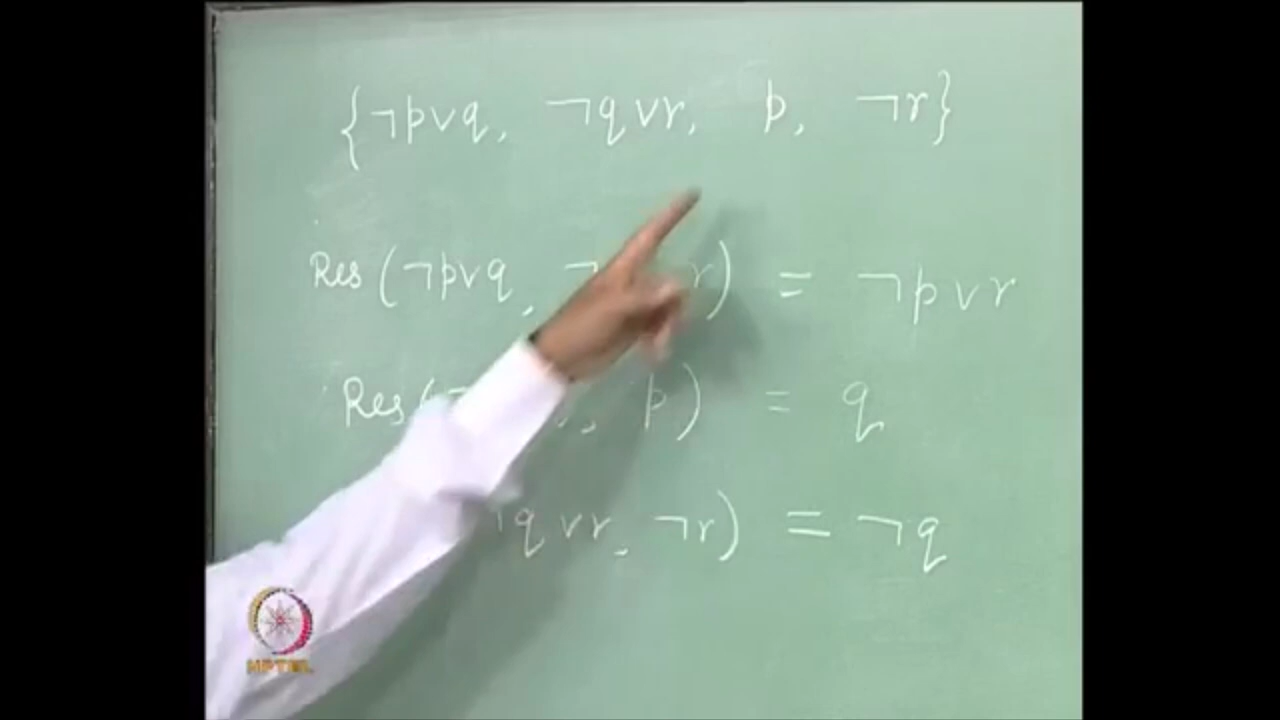 {¬p∨q, ¬q∨r, p, ¬r}
Res (¬p∨q, ¬ r) = ¬p∨r
Res ( , p) = q
q∨r, ¬r) = ¬q
NPTEL